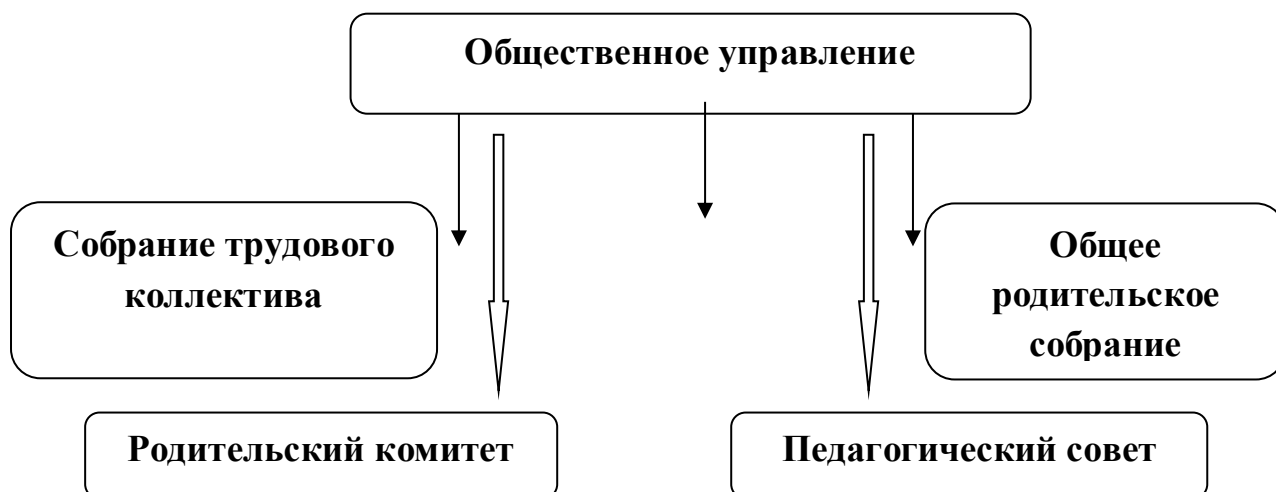 Общественное управление
Собрание трудового
коллектива
Общее
родительское
собрание
Родительский комитет
Педагогический совет